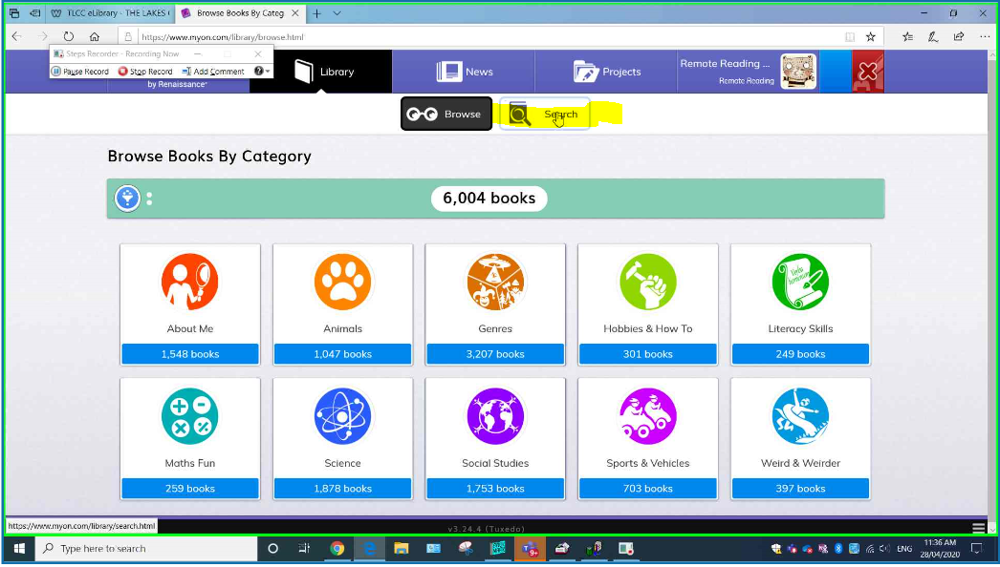 TLCC eLibrary - THE LAKES
Browse Books By Categ
https://www.myon.com/library/browse.html
Steps Recorder - Recording Now
Pause Record Stop Record Add Comment
by Renaissance
Library
News
Projects
Remote Reading ...
Remote Reading
Browse
Search
Browse Books By Category
6,004 books
About Me
Animals
Genres
Hobbies & How To
Literacy Skills
1,548 books
1,047 books
3,207 books
301 books
249 books
Maths Fun
Science
Social Studies
Sports & Vehicles
Weird & Weirder
259 books
1,878 books
1,753 books
703 books
397 books
https://www.myon.com/library/search.html
v3.24.4 (Tuxedo)
Type here to search
9+
ENG
11:36 AM
28/04/2020